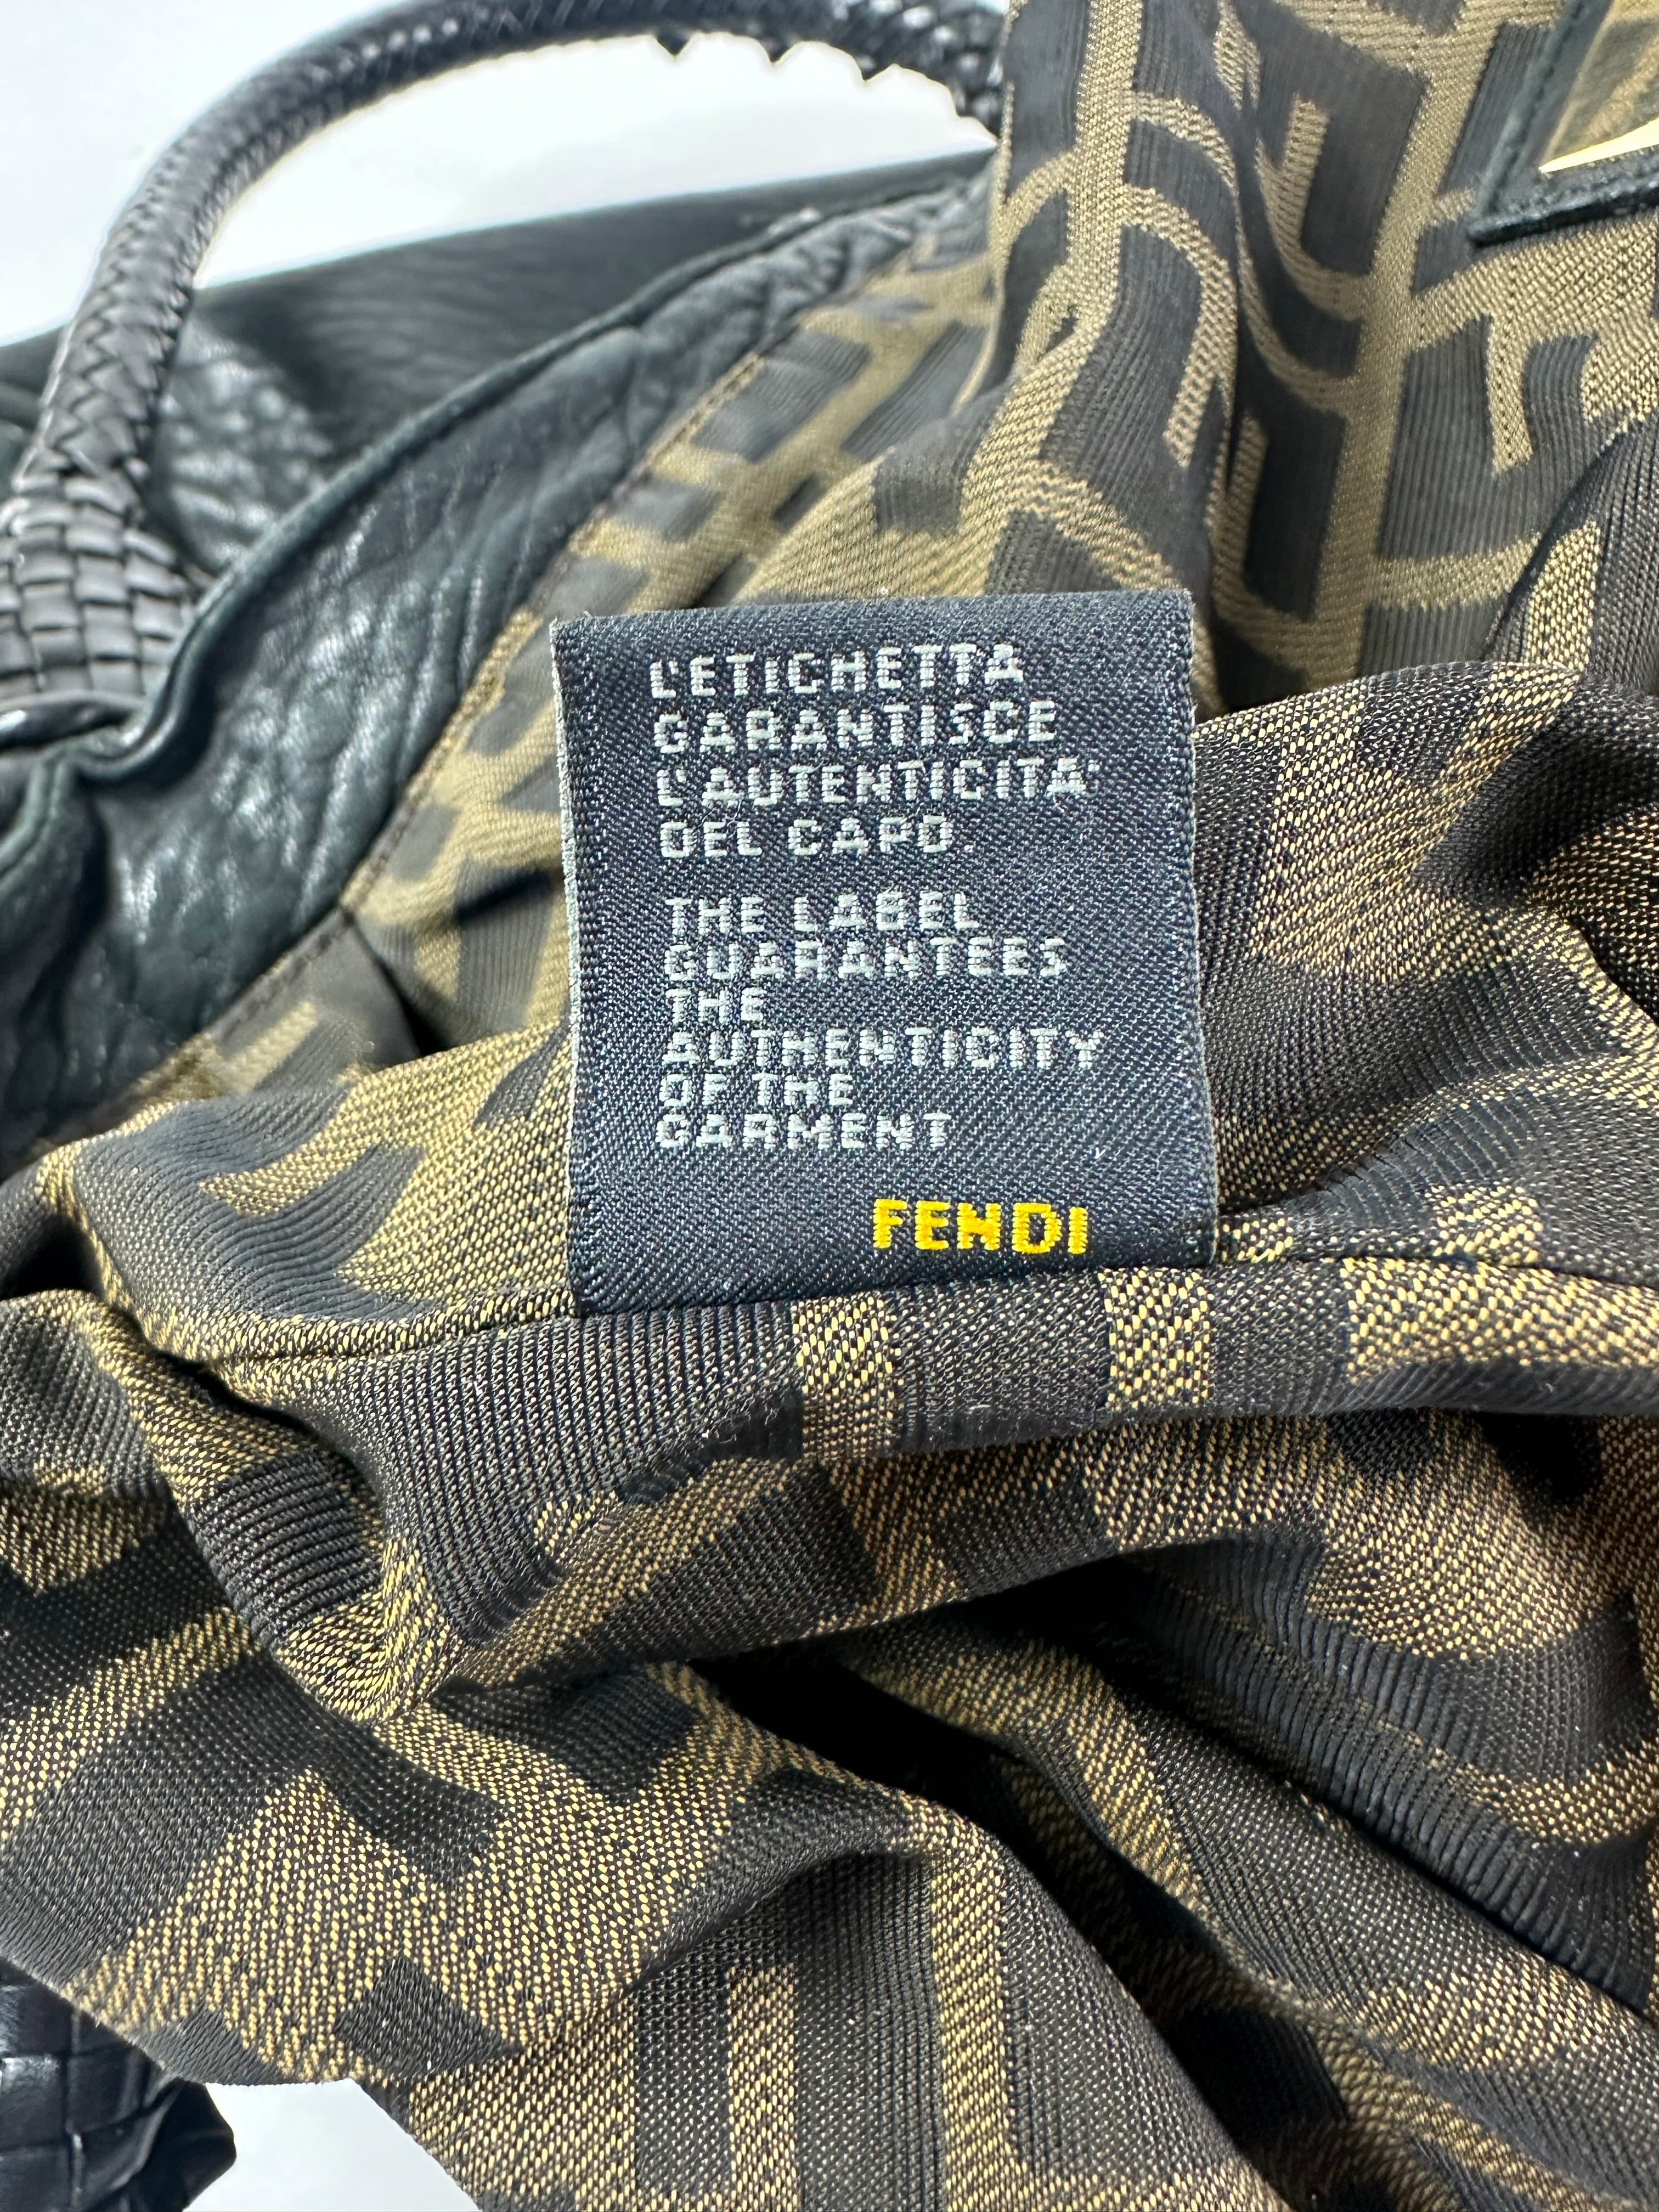 L'ETICHETTA
GARANTISCE
L'AUTENTICITA'
DEL CAPO.
THE LABEL
GUARANTEES
THE
AUTHENTICITY
OF THE
GARMENT
FENDI